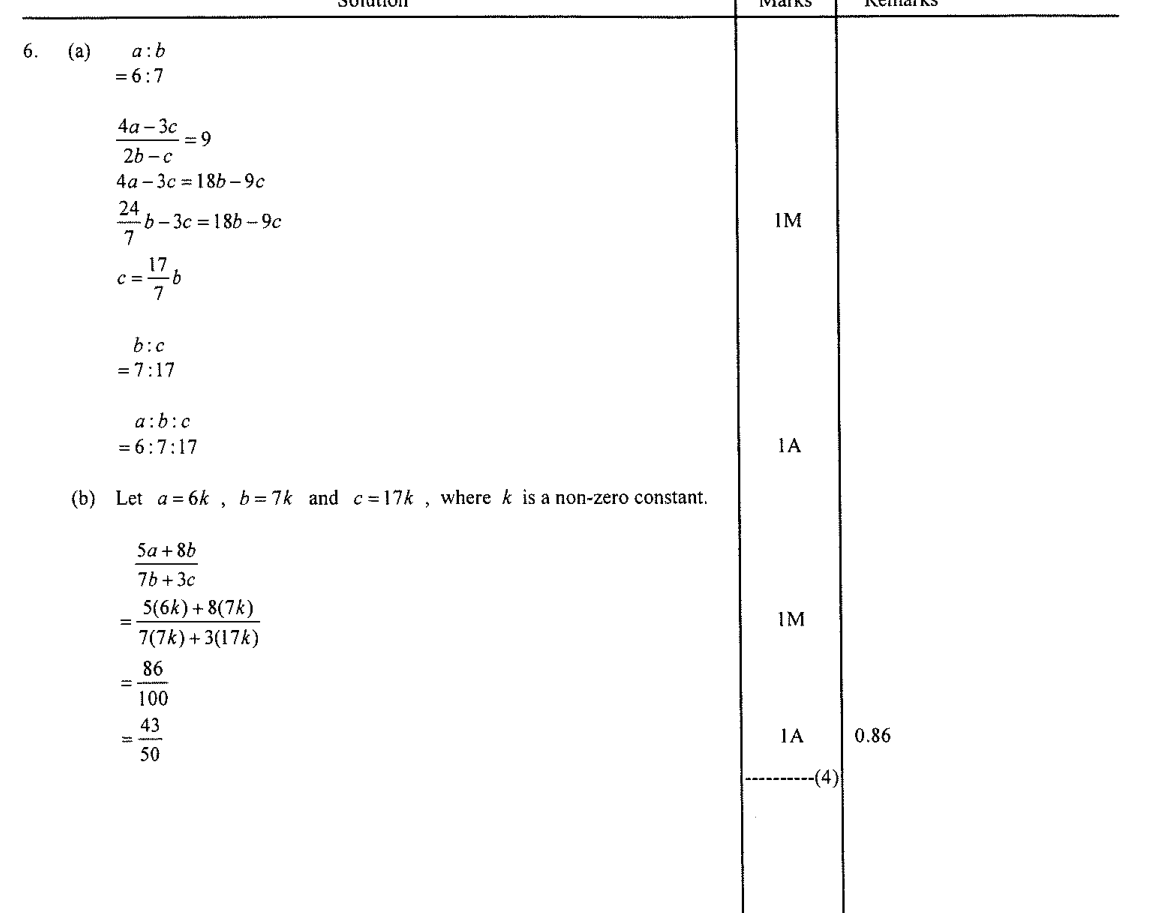 Solution Marks Remarks
6. (a) a : b
= 6 : 7
(4a − 3c)/(2b − c) = 9
4a − 3c = 18b − 9c
24/7 b − 3c = 18b − 9c 1M
c = 17/7 b
b : c
= 7 : 17
a : b : c
= 6 : 7 : 17 1A
(b) Let a = 6k , b = 7k and c = 17k , where k is a non-zero constant.
(5a + 8b)/(7b + 3c)
= (5(6k) + 8(7k))/(7(7k) + 3(17k)) 1M
= 86/100
= 43/50 1A 0.86
----------(4)